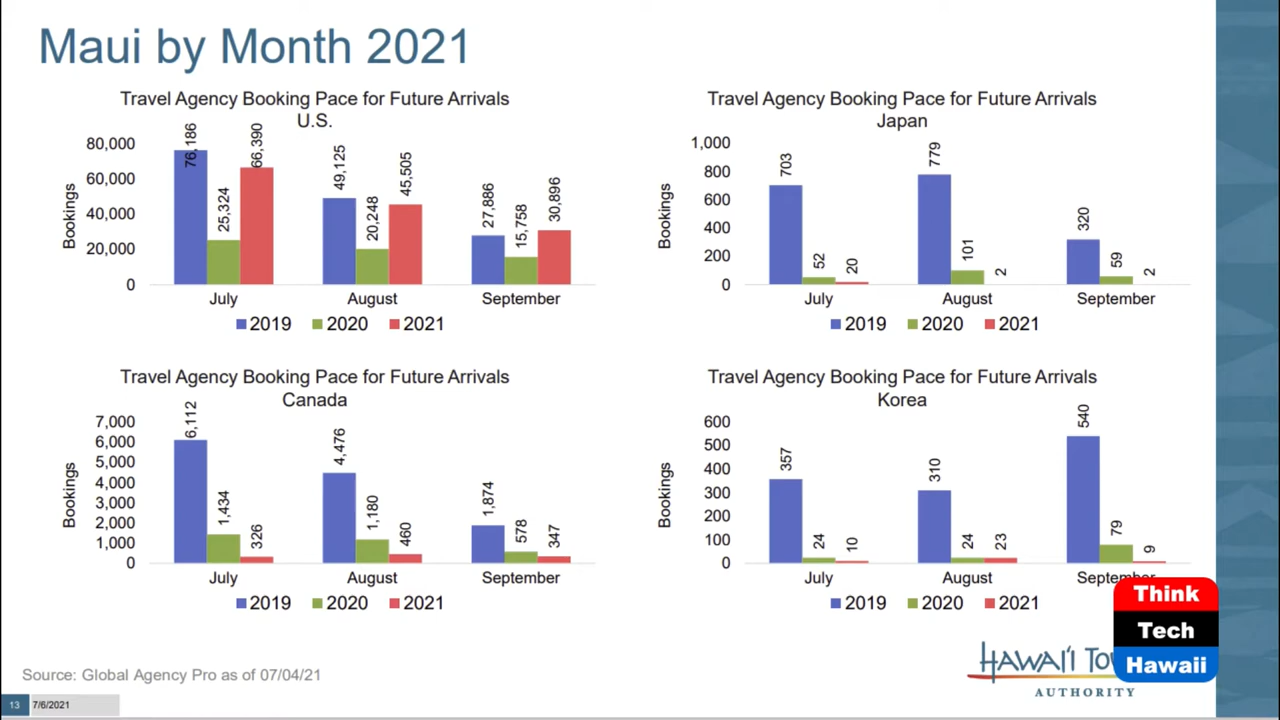 Maui by Month 2021
Travel Agency Booking Pace for Future Arrivals
U.S.
Bookings
80,000
60,000
40,000
20,000
0
76,186
25,324
66,390
49,125
20,248
45,505
27,886
15,758
30,896
July
August
September
2019
2020
2021
Travel Agency Booking Pace for Future Arrivals
Japan
Bookings
1,000
800
600
400
200
0
703
52
20
779
101
2
320
59
2
July
August
September
2019
2020
2021
Travel Agency Booking Pace for Future Arrivals
Canada
Bookings
7,000
6,000
5,000
4,000
3,000
2,000
1,000
0
6,112
1,434
326
4,476
1,180
460
1,874
578
347
July
August
September
2019
2020
2021
Travel Agency Booking Pace for Future Arrivals
Korea
Bookings
600
500
400
300
200
100
0
357
24
10
310
24
23
540
79
9
July
August
September
2019
2020
2021
Think
Tech
Hawaii
HAWAI‘I
AUTHORITY
Source: Global Agency Pro as of 07/04/21
13
7/6/2021